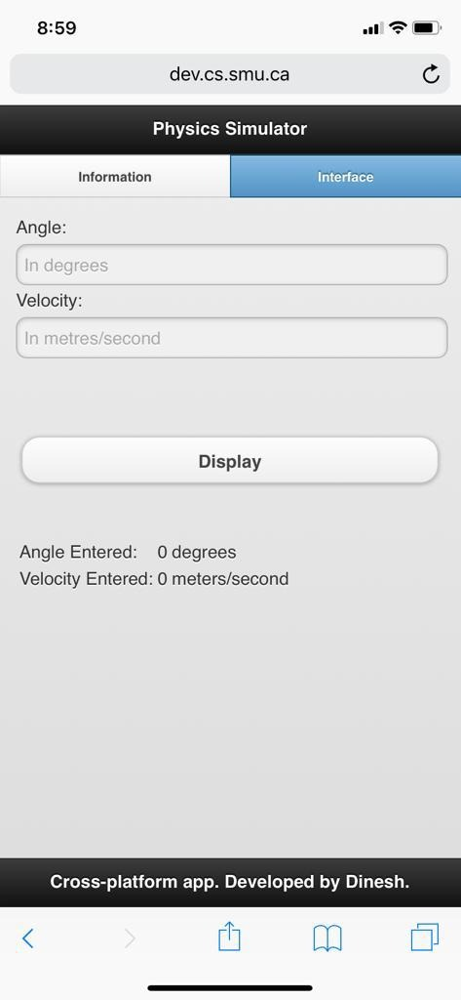 8:59
dev.cs.smu.ca
Physics Simulator
Information
Interface
Angle:
In degrees
Velocity:
In metres/second
Display
Angle Entered: 0 degrees
Velocity Entered: 0 meters/second
Cross-platform app. Developed by Dinesh.